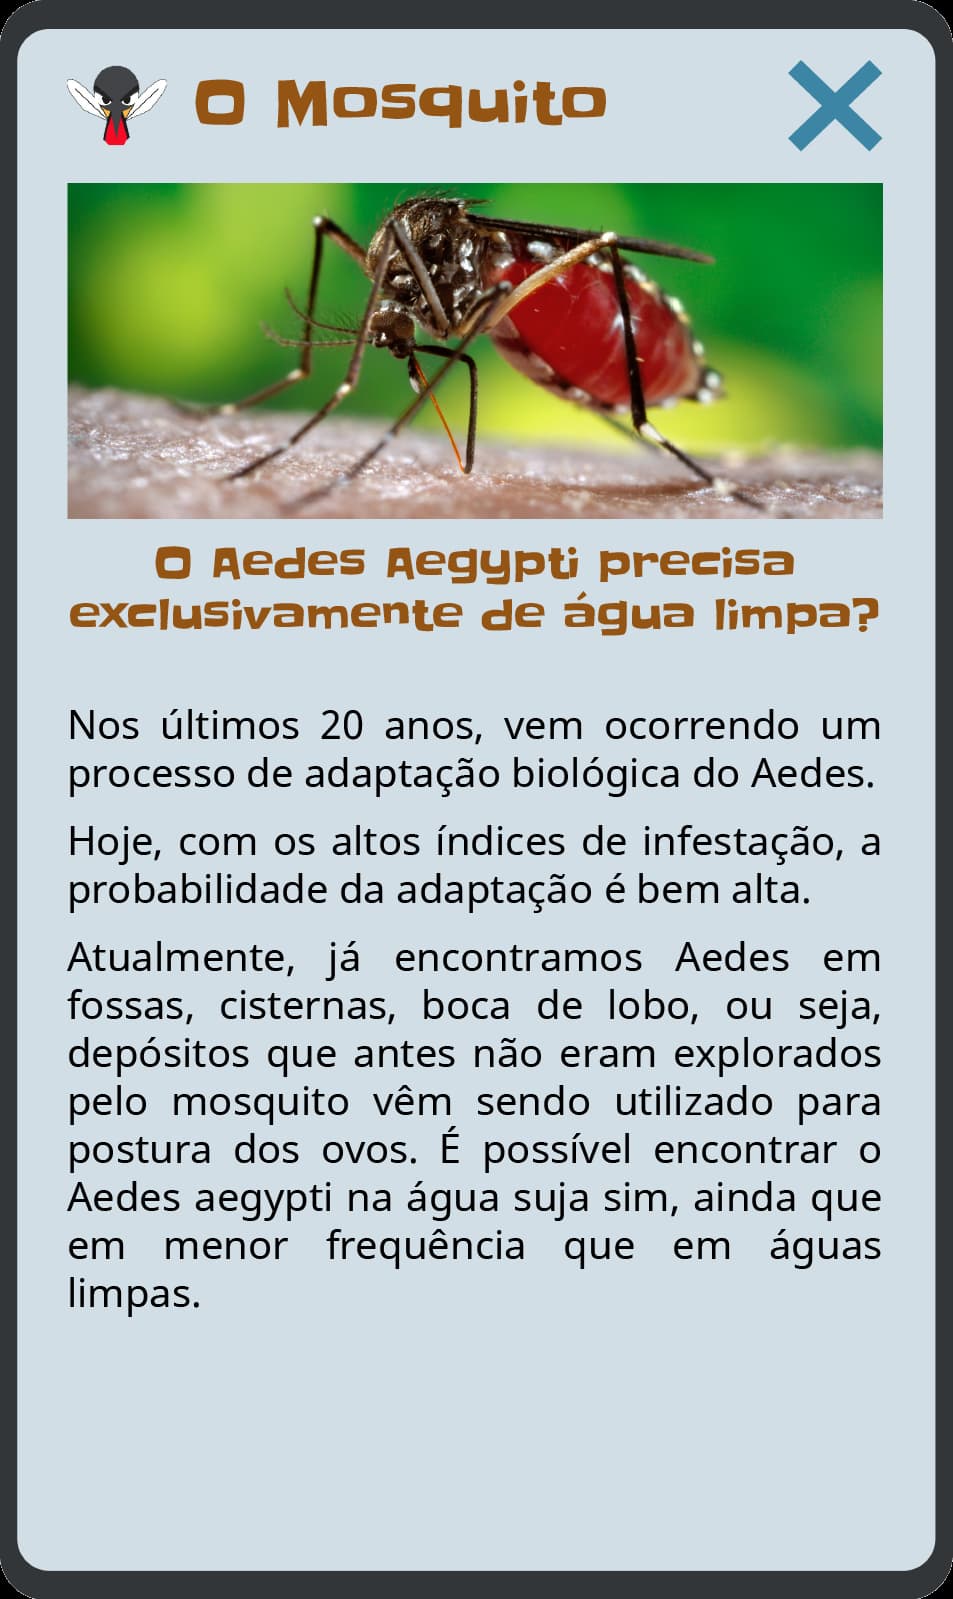 O Mosquito
O Aedes Aegypti precisa
exclusivamente de água limpa?
Nos últimos 20 anos, vem ocorrendo um
processo de adaptação biológica do Aedes.
Hoje, com os altos índices de infestação, a
probabilidade da adaptação é bem alta.
Atualmente, já encontramos Aedes em
fossas, cisternas, boca de lobo, ou seja,
depósitos que antes não eram explorados
pelo mosquito vêm sendo utilizado para
postura dos ovos. É possível encontrar o
Aedes aegypti na água suja sim, ainda que
em menor frequência que em águas
limpas.